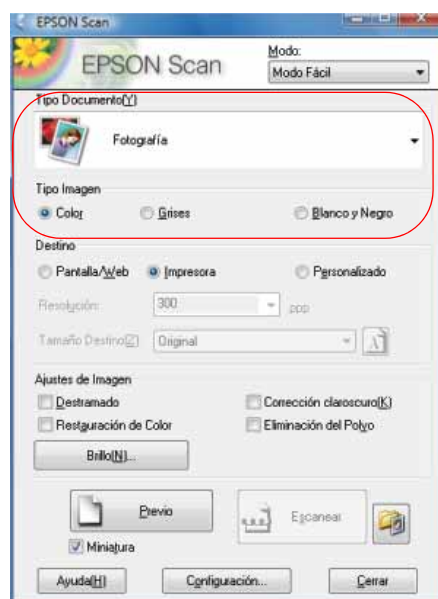 EPSON Scan
EPSON Scan
Modo:
Modo Fácil
Tipo Documento(Y)
Fotografía
Tipo Imagen
Color Grises Blanco y Negro
Destino
Pantalla/Web Impresora Personalizado
Resolución: 300 ppp
Tamaño Destino(Z) Original
Ajustes de Imagen
Destramado Corrección claroscuro(K)
Restauración de Color Eliminación del Polvo
Brillo(N)...
Previo Escanear
Miniatura
Ayuda(H) Configuración... Cerrar